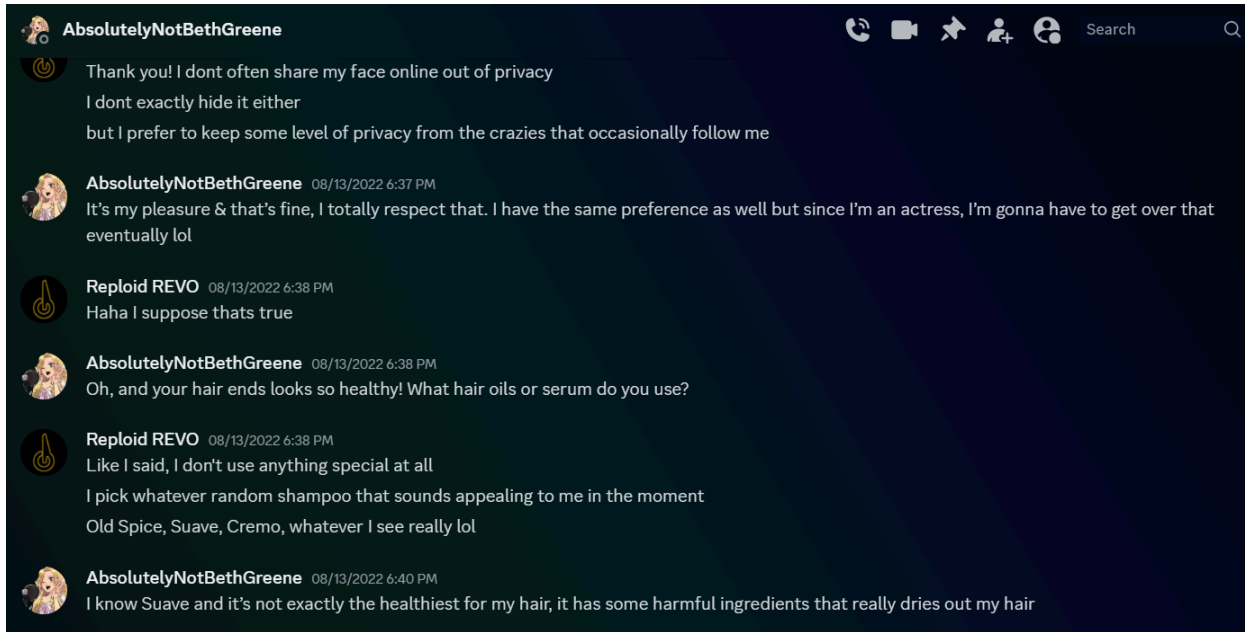 AbsolutelyNotBethGreene
Search
Thank you! I dont often share my face online out of privacy
I dont exactly hide it either
but I prefer to keep some level of privacy from the crazies that occasionally follow me
AbsolutelyNotBethGreene 08/13/2022 6:37 PM
It's my pleasure & that's fine, I totally respect that. I have the same preference as well but since I'm an actress, I'm gonna have to get over that
eventually lol
Reploid REVO 08/13/2022 6:38 PM
Haha I suppose thats true
AbsolutelyNotBethGreene 08/13/2022 6:38 PM
Oh, and your hair ends looks so healthy! What hair oils or serum do you use?
Reploid REVO 08/13/2022 6:38 PM
Like I said, I don't use anything special at all
I pick whatever random shampoo that sounds appealing to me in the moment
Old Spice, Suave, Cremo, whatever I see really lol
AbsolutelyNotBethGreene 08/13/2022 6:40 PM
I know Suave and it's not exactly the healthiest for my hair, it has some harmful ingredients that really dries out my hair